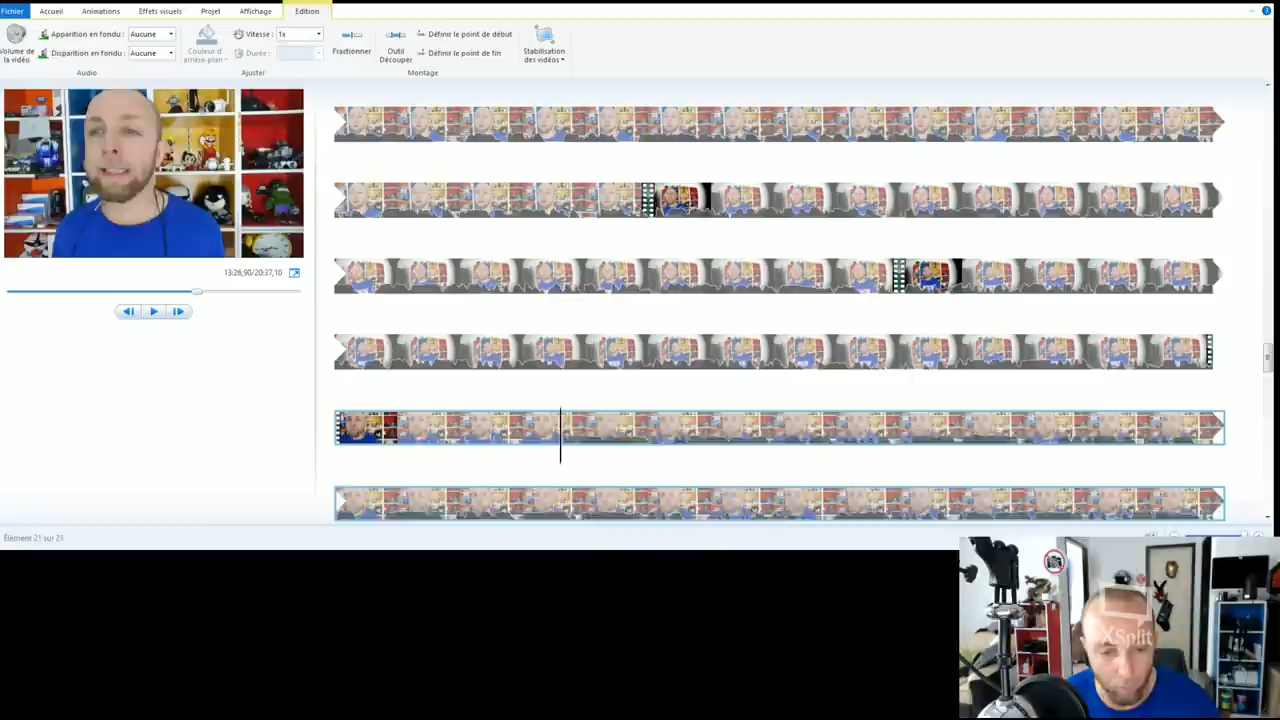 Fichier Accueil Animations Effets visuels Projet Affichage Edition
Volume de la vidéo
Apparition en fondu : Aucune
Disparition en fondu : Aucune
Audio
Couleur d'arrière-plan
Vitesse : 1x
Durée :
Ajuster
Fractionner
Outil Découper
Définir le point de début
Définir le point de fin
Montage
Stabilisation des vidéos
13:26,90/20:37,10
Élément 21 sur 21
XSplit